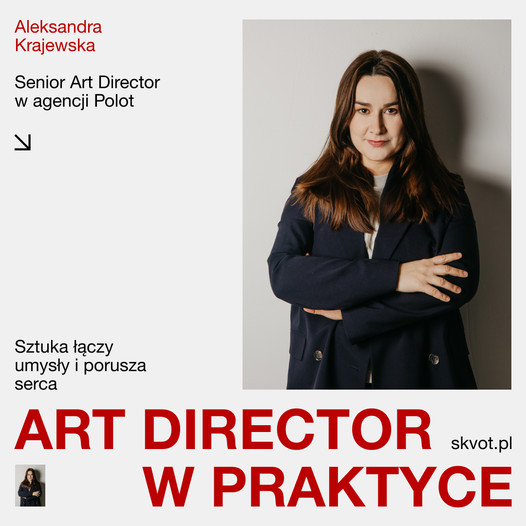 Aleksandra
Krajewska
Senior Art Director
w agencji Polot
Sztuka łączy
umysły i porusza
serca
ART DIRECTOR
skvot.pl
W PRAKTYCE